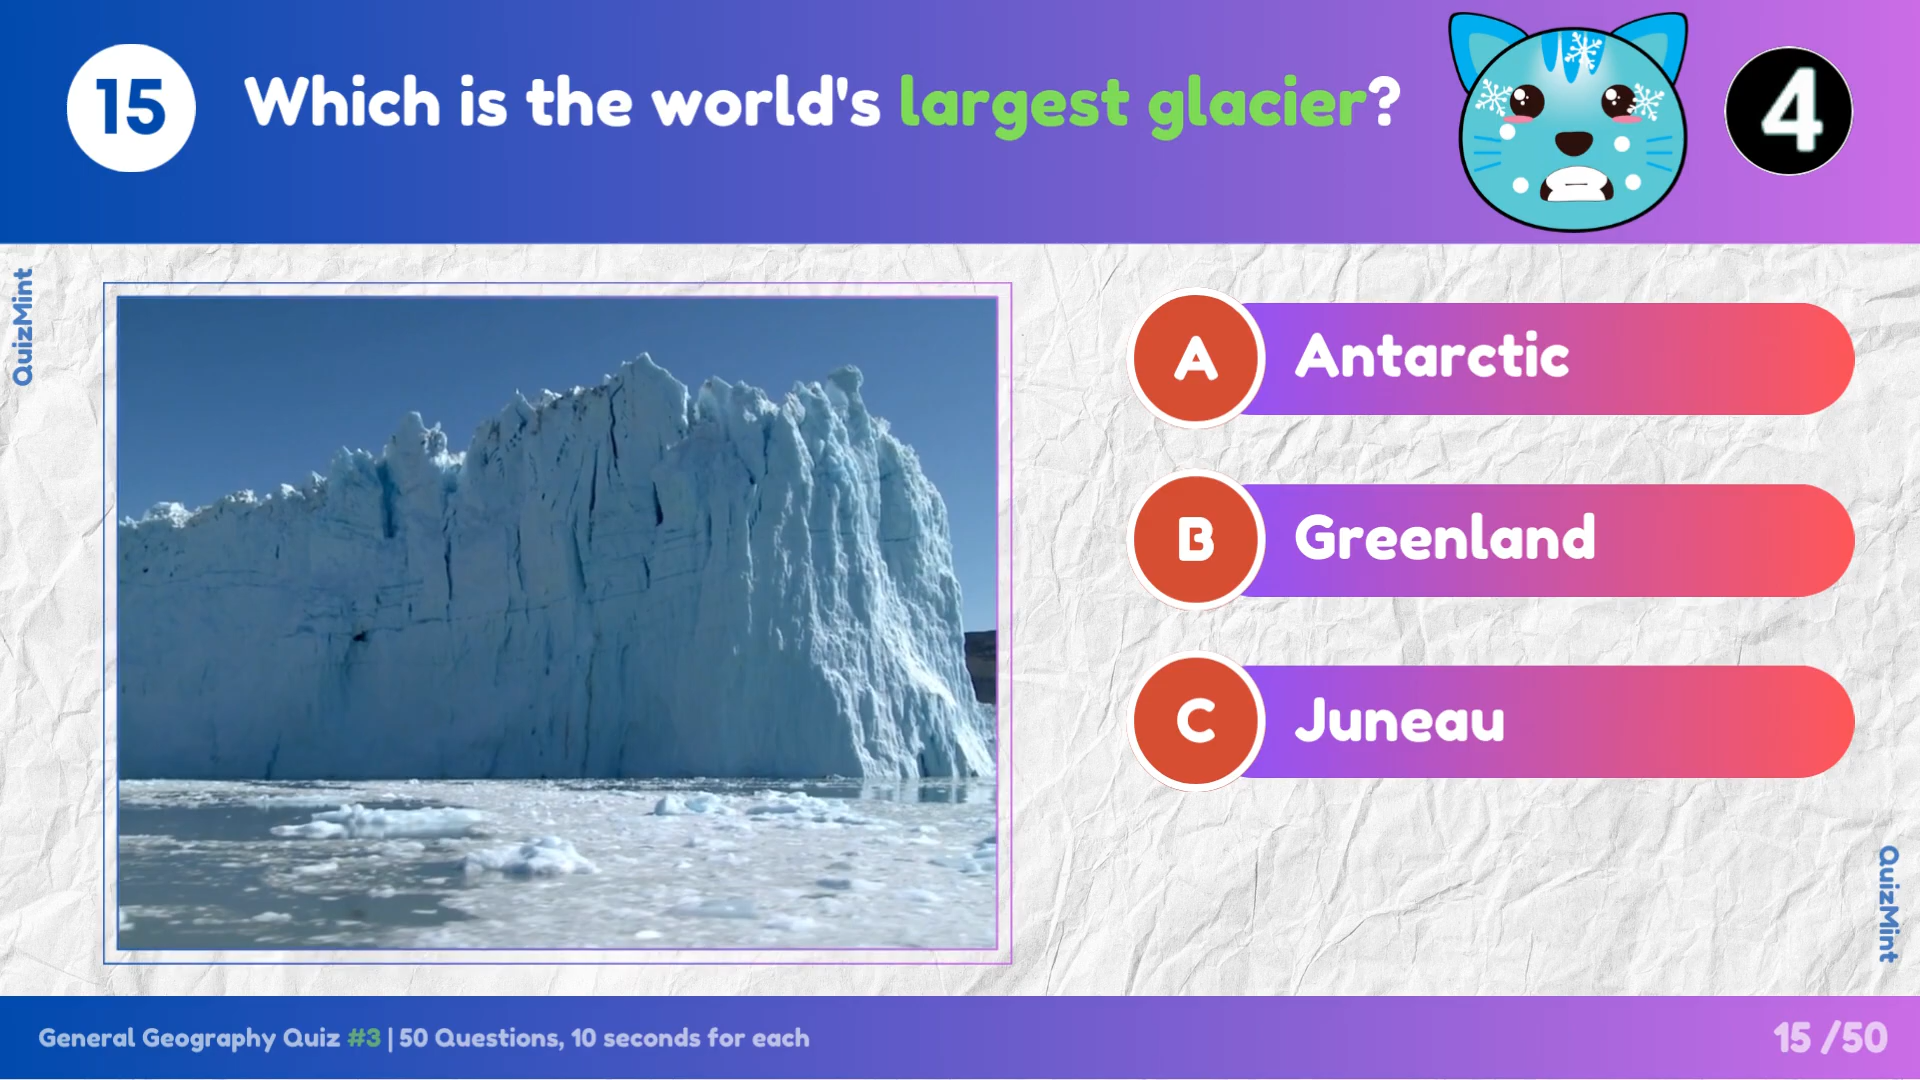 15
Which is the world's largest glacier?
4
QuizMint
A Antarctic
B Greenland
C Juneau
QuizMint
General Geography Quiz #3 | 50 Questions, 10 seconds for each
15 /50